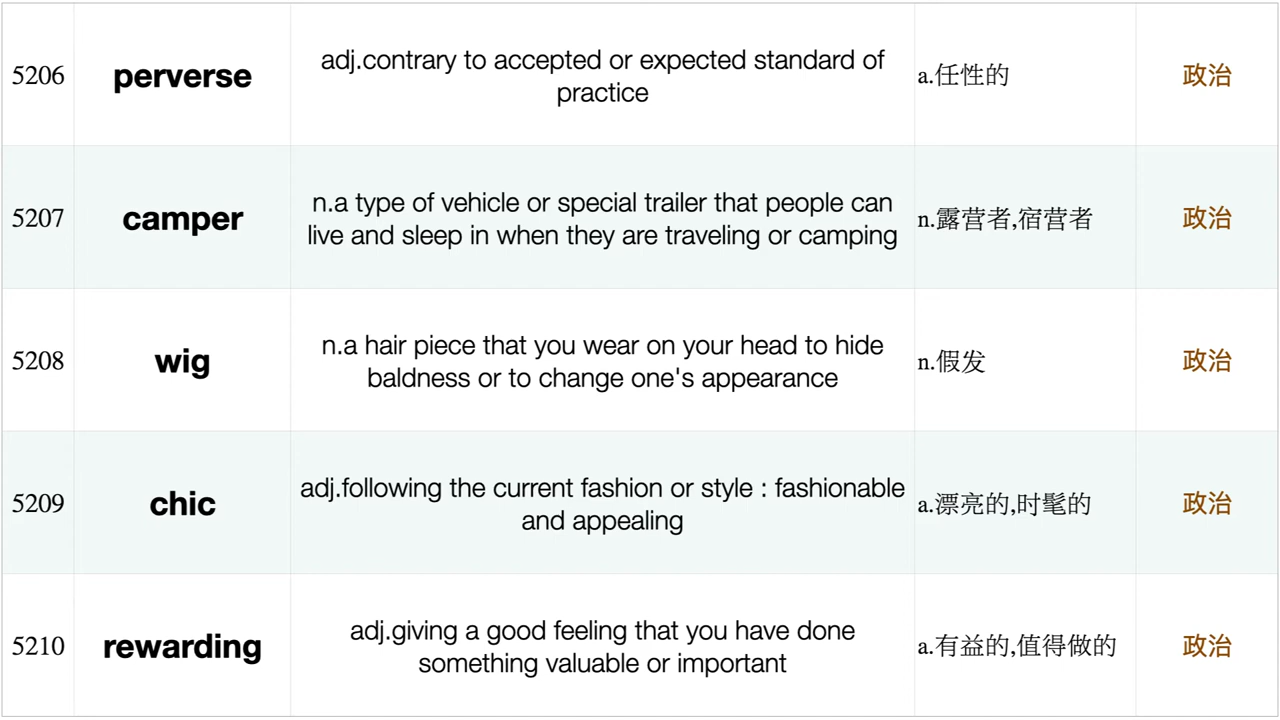 5206 perverse adj.contrary to accepted or expected standard of a.任性的 政治
practice
5207 camper n.a type of vehicle or special trailer that people can n.露营者,宿营者 政治
live and sleep in when they are traveling or camping
5208 wig n.a hair piece that you wear on your head to hide n.假发 政治
baldness or to change one's appearance
5209 chic adj.following the current fashion or style : fashionable a.漂亮的,时髦的 政治
and appealing
5210 rewarding adj.giving a good feeling that you have done a.有益的,值得做的 政治
something valuable or important